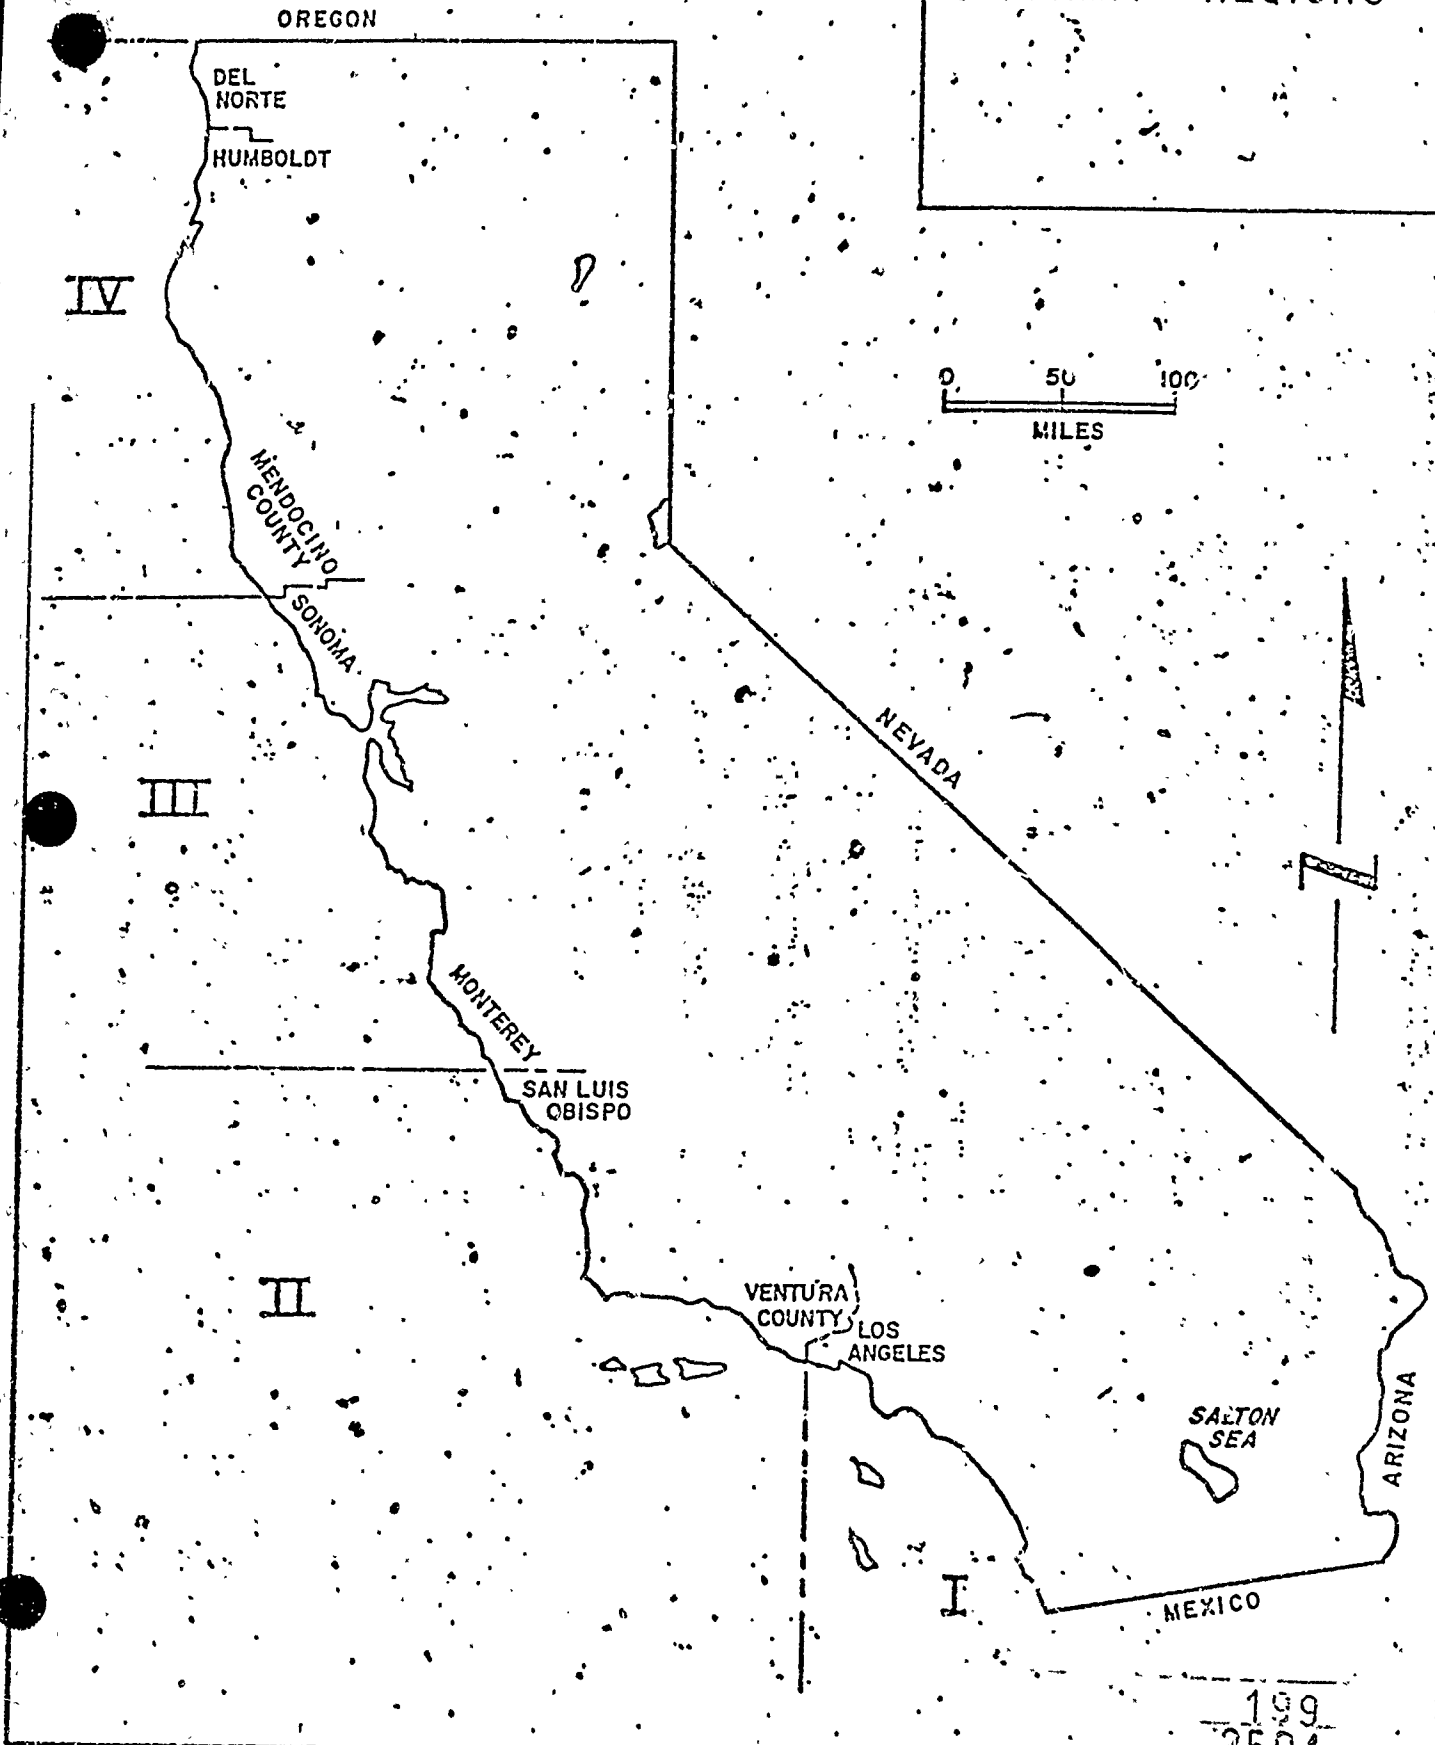 OREGON
DEL
NORTE
HUMBOLDT
IV
0 50 100
MILES
MENDOCINO
COUNTY
SONOMA
NEVADA
III
N
MONTEREY
SAN LUIS
OBISPO
II
VENTURA
COUNTY
LOS
ANGELES
SALTON
SEA
ARIZONA
I
MEXICO
199